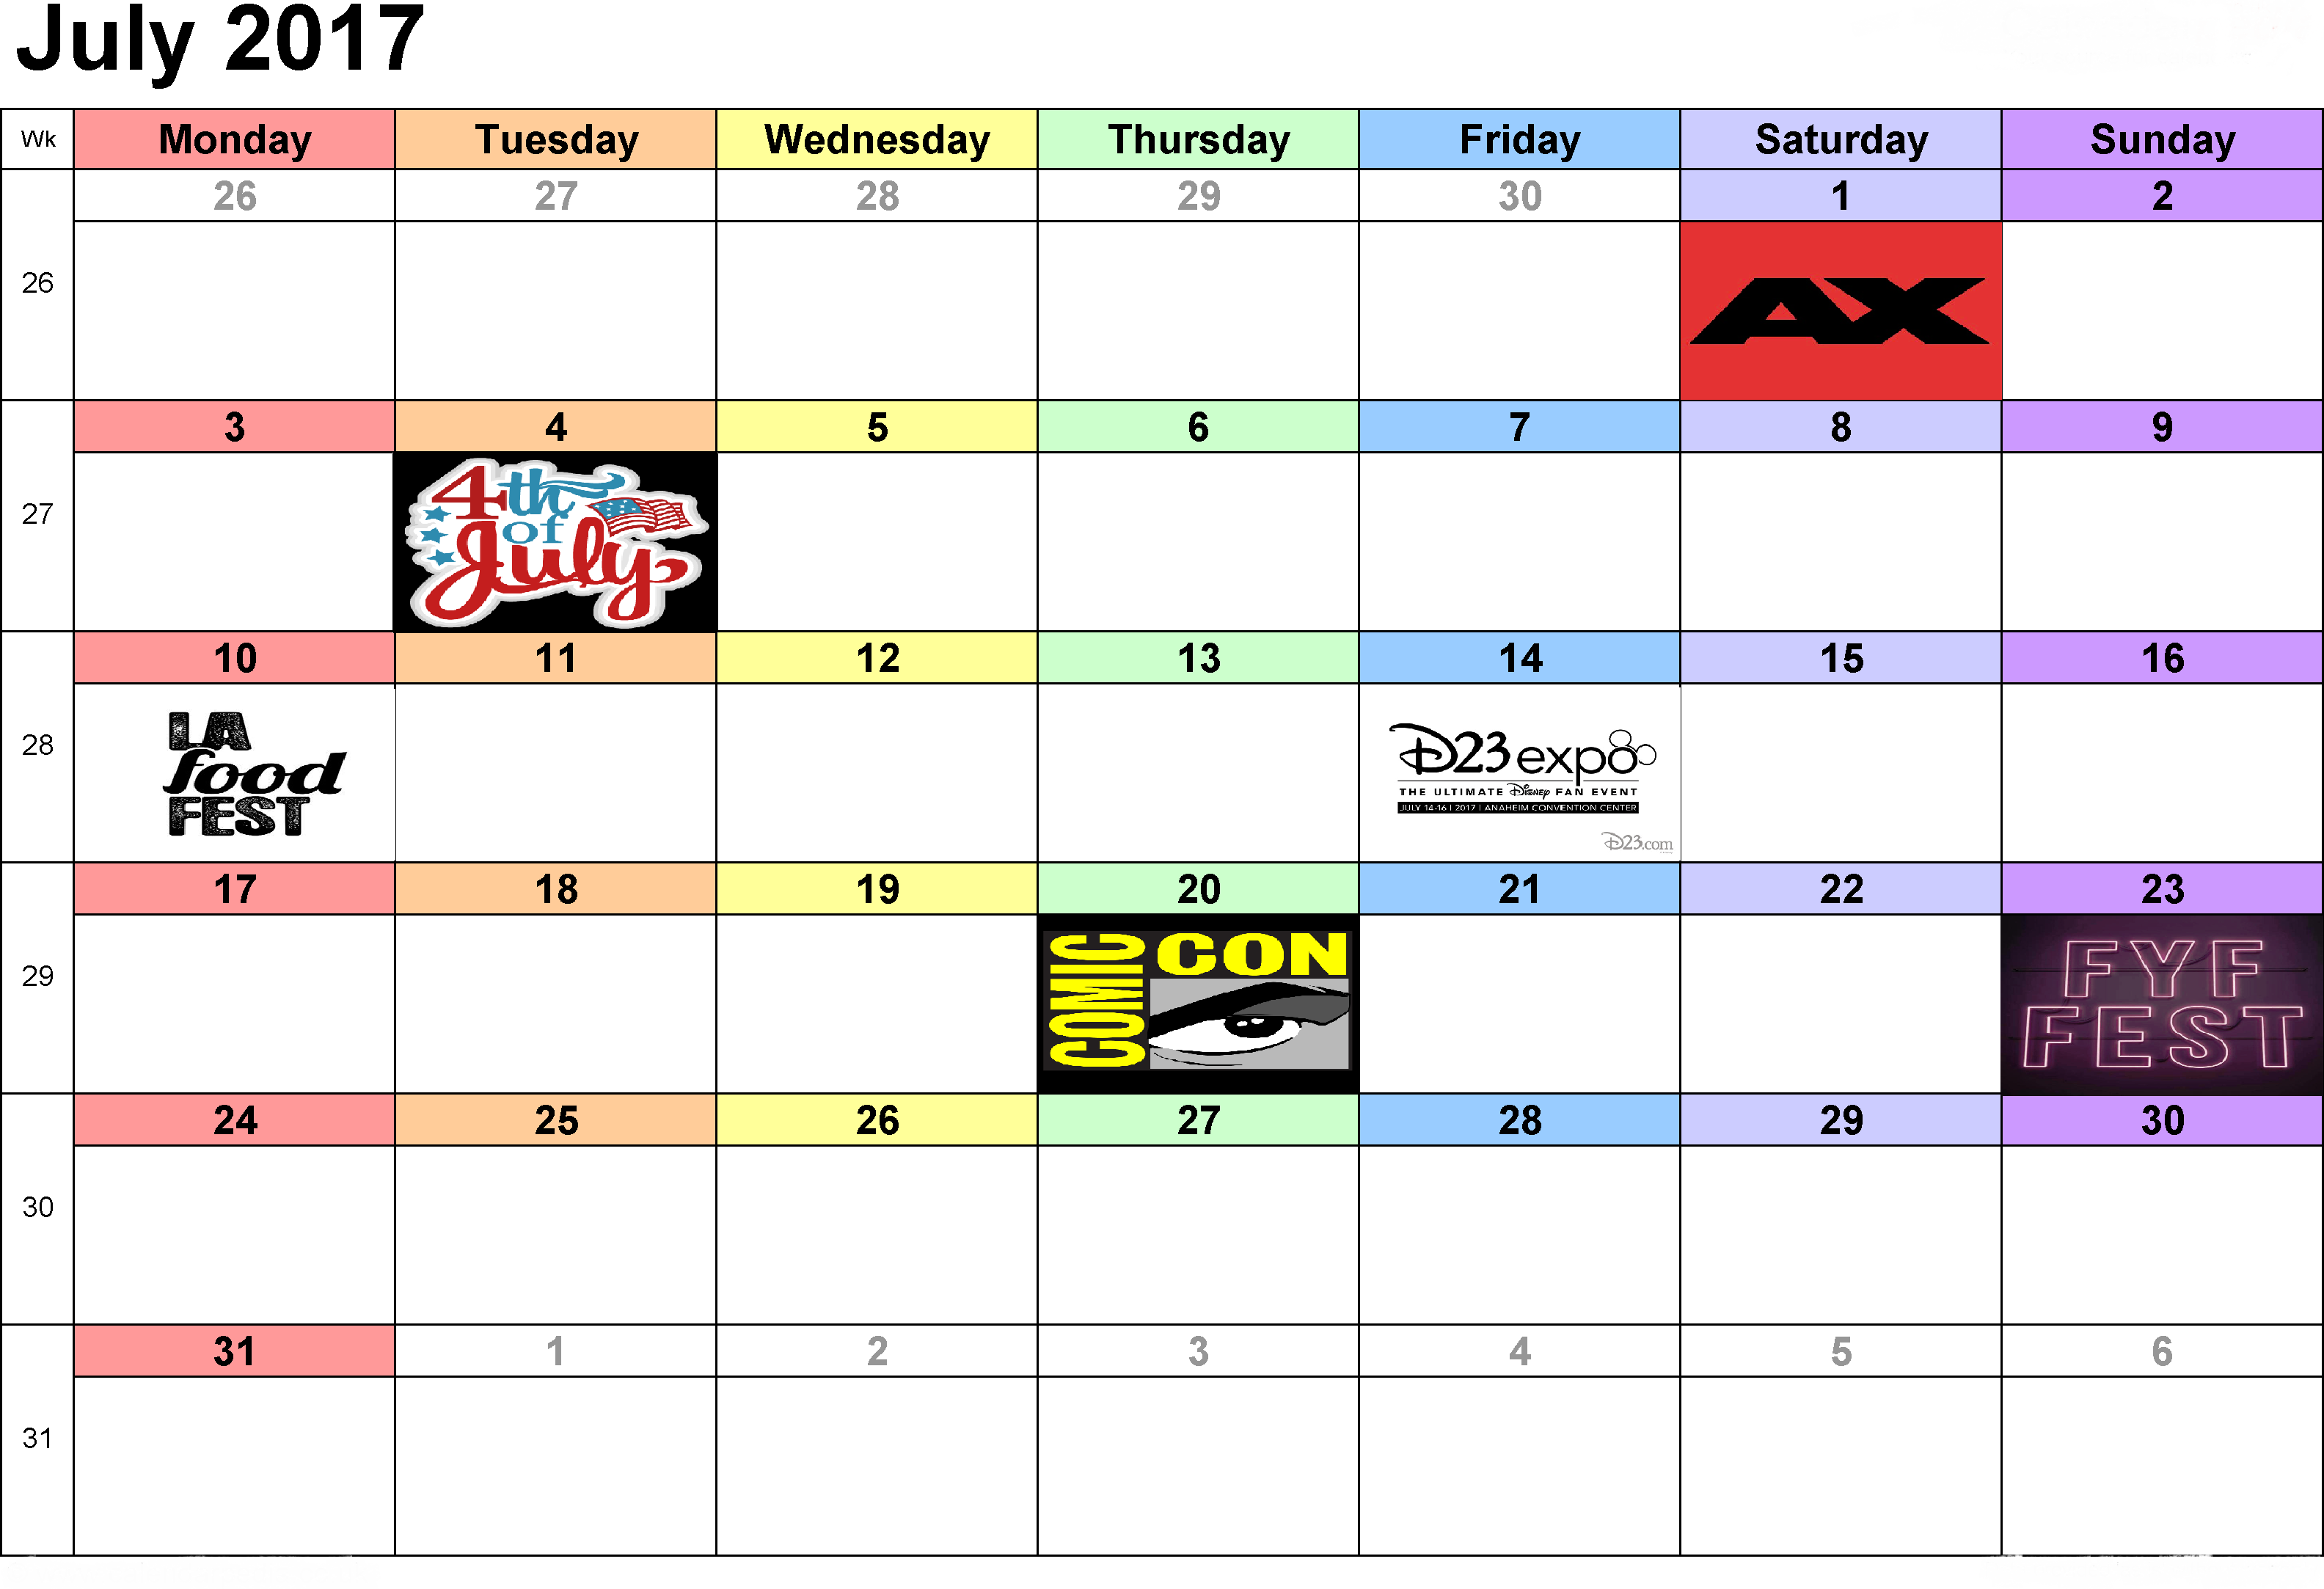 July 2017
Wk Monday Tuesday Wednesday Thursday Friday Saturday Sunday
26 27 28 29 30 1 2
26
AX
3 4 5 6 7 8 9
27
4th
of
July
10 11 12 13 14 15 16
28
LA
food
FEST
D23 expo
THE ULTIMATE Disney FAN EVENT
JULY 14-16 | 2017 | ANAHEIM CONVENTION CENTER
D23.com
17 18 19 20 21 22 23
29
COMIC CON
FYF
FEST
24 25 26 27 28 29 30
30
31 1 2 3 4 5 6
31